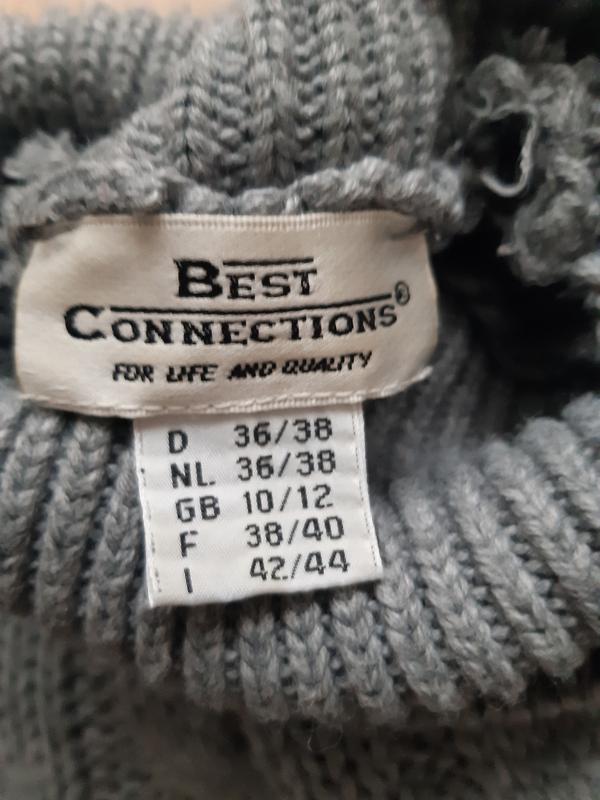 BEST
CONNECTIONS®
FOR LIFE AND QUALITY
D 36/38
NL 36/38
GB 10/12
F 38/40
I 42/44